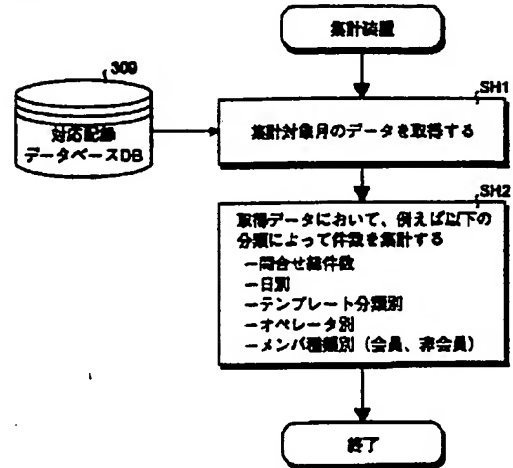 集計装置
309
対応記録
データベースDB
SH1
集計対象月のデータを取得する
SH2
取得データにおいて、例えば以下の
分類によって件数を集計する
－問合せ総件数
－日別
－テンプレート分類別
－オペレータ別
－メンバ種類別（会員、非会員）
終了